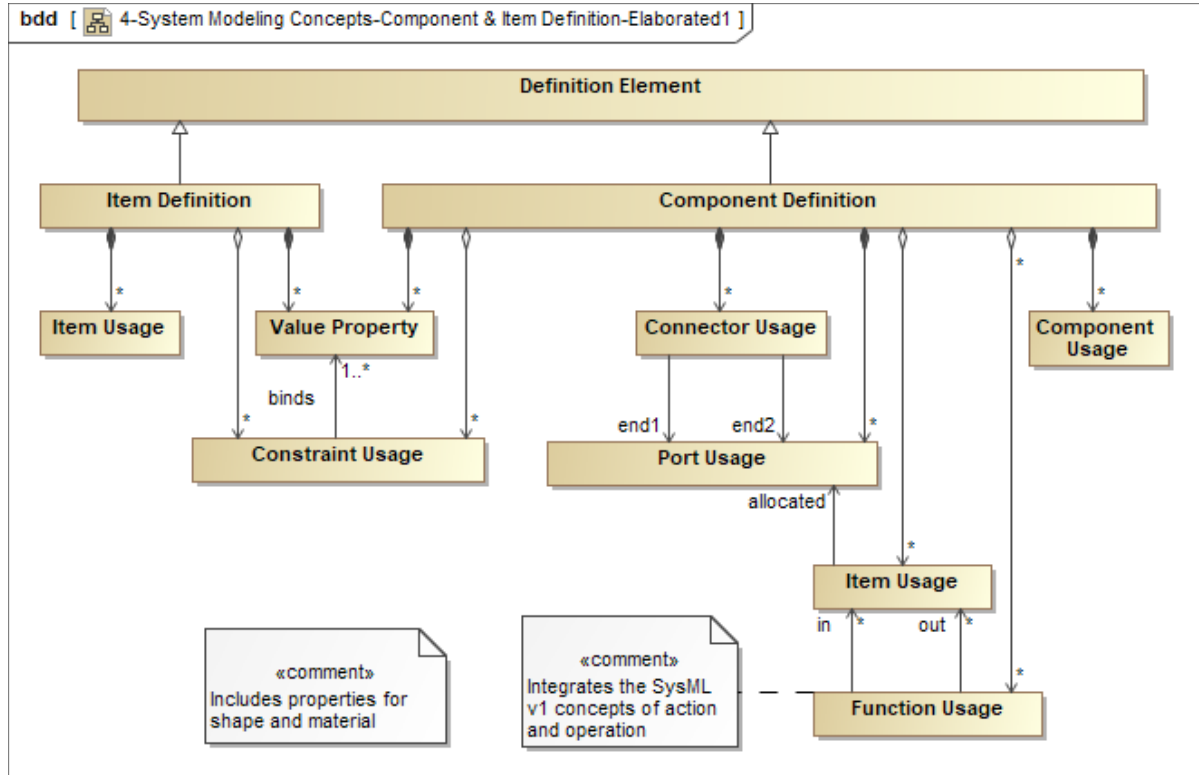 bdd [ 4-System Modeling Concepts-Component & Item Definition-Elaborated1 ]
Definition Element
Item Definition
Component Definition
*
*
*
*
*
*
*
*
Item Usage
Value Property
Connector Usage
Component
Usage
1..*
binds
*
*
end1
end2
*
Constraint Usage
Port Usage
allocated
*
Item Usage
in
*
out
*
«comment»
Includes properties for
shape and material
«comment»
Integrates the SysML
v1 concepts of action
and operation
*
Function Usage